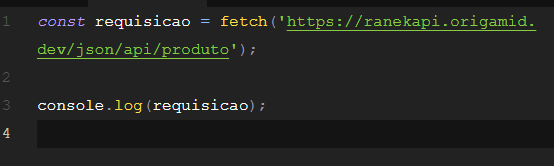 1 const requisicao = fetch('https://ranekapi.origamid.
dev/json/api/produto');
2
3 console.log(requisicao);
4